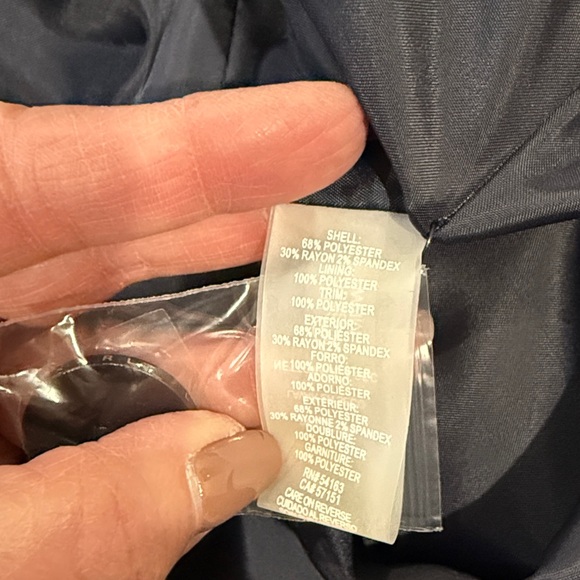 SHELL:
68% POLYESTER
30% RAYON 2% SPANDEX
LINING:
100% POLYESTER
TRIM:
100% POLYESTER
EXTERIOR:
68% POLIESTER
30% RAYON 2% SPANDEX
FORRO:
100% POLIESTER
ADORNO:
100% POLIESTER
EXTERIEUR:
68% POLYESTER
30% RAYONNE 2% SPANDEX
DOUBLURE:
100% POLYESTER
GARNITURE:
100% POLYESTER
RN# 54163
CA# 57151
CARE ON REVERSE
CUIDADO AL REVERSO